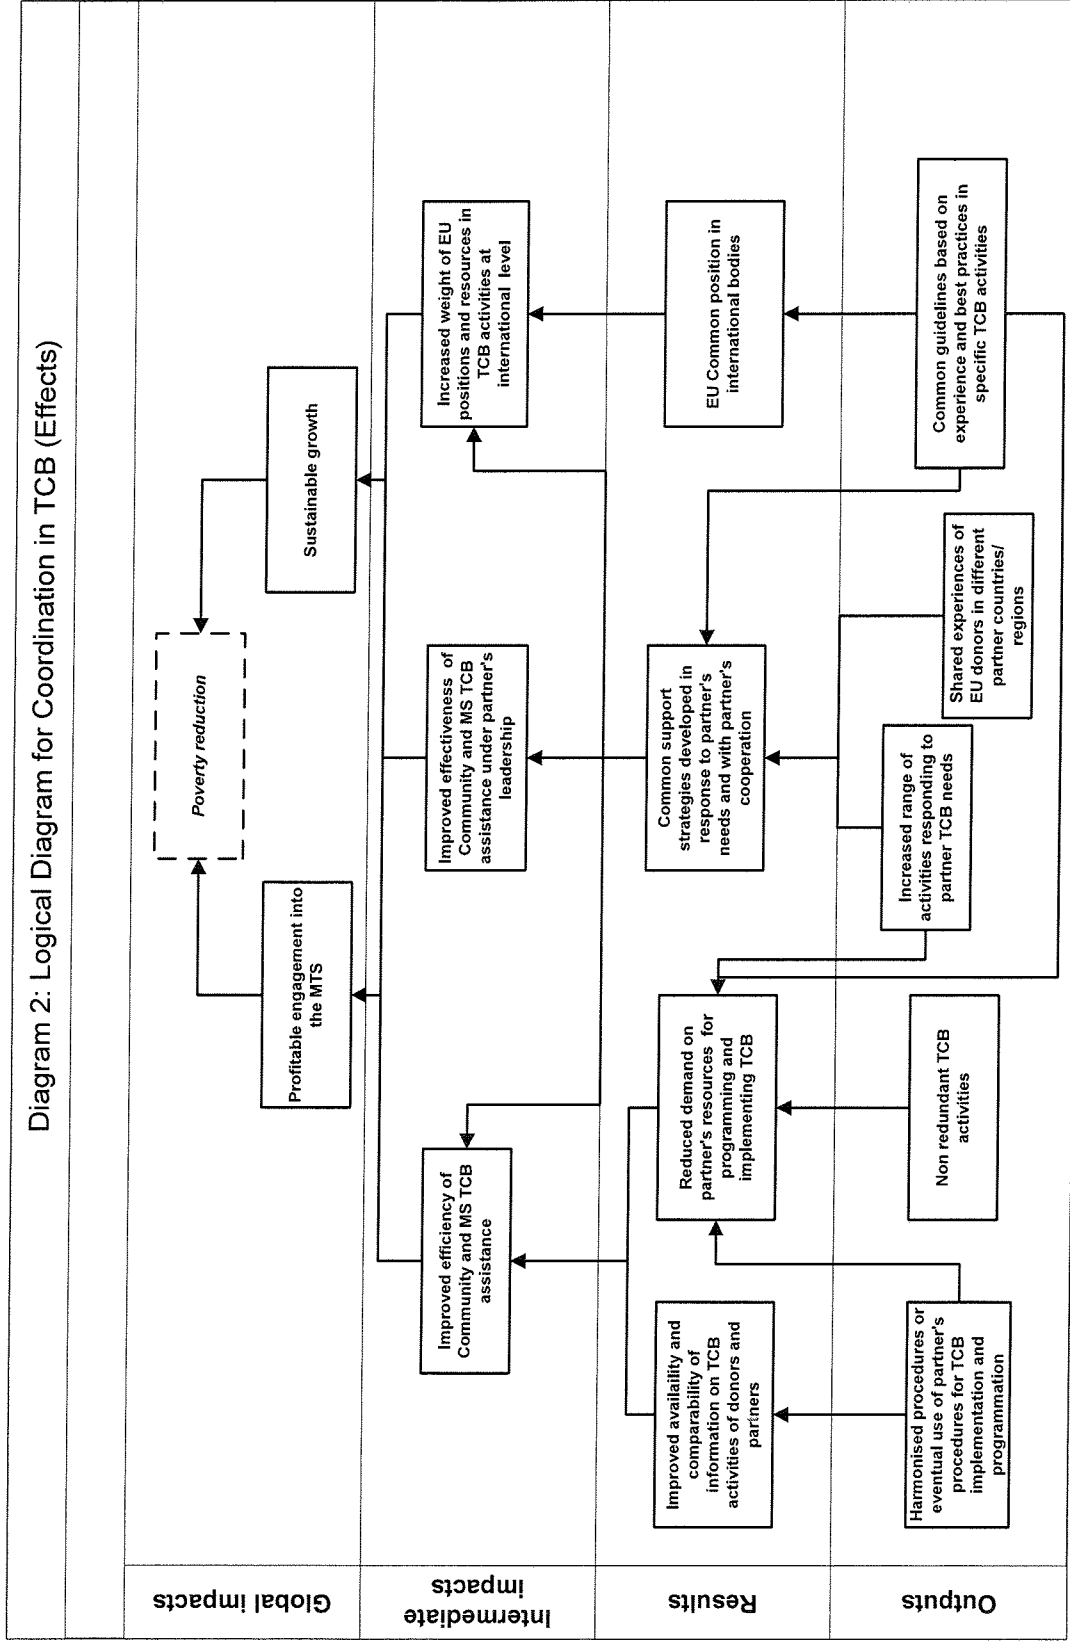 Diagram 2: Logical Diagram for Coordination in TCB (Effects)
Global impacts
Poverty reduction
Profitable engagement into
the MTS
Sustainable growth
Intermediate
impacts
Improved efficiency of
Community and MS TCB
assistance
Improved effectiveness of
Community and MS TCB
assistance under partner's
leadership
Increased weight of EU
positions and resources in
TCB activities at
international level
Results
Improved availaility and
comparability of
information on TCB
activities of donors and
partners
Reduced demand on
partner's resources for
programming and
implementing TCB
Common support
strategies developed in
response to partner's
needs and with partner's
cooperation
EU Common position in
international bodies
Outputs
Harmonised procedures or
eventual use of partner's
procedures for TCB
implementation and
programmation
Non redundant TCB
activities
Increased range of
activities responding to
partner TCB needs
Shared experiences of
EU donors in different
partner countries/
regions
Common guidelines based on
experience and best practices in
specific TCB activities